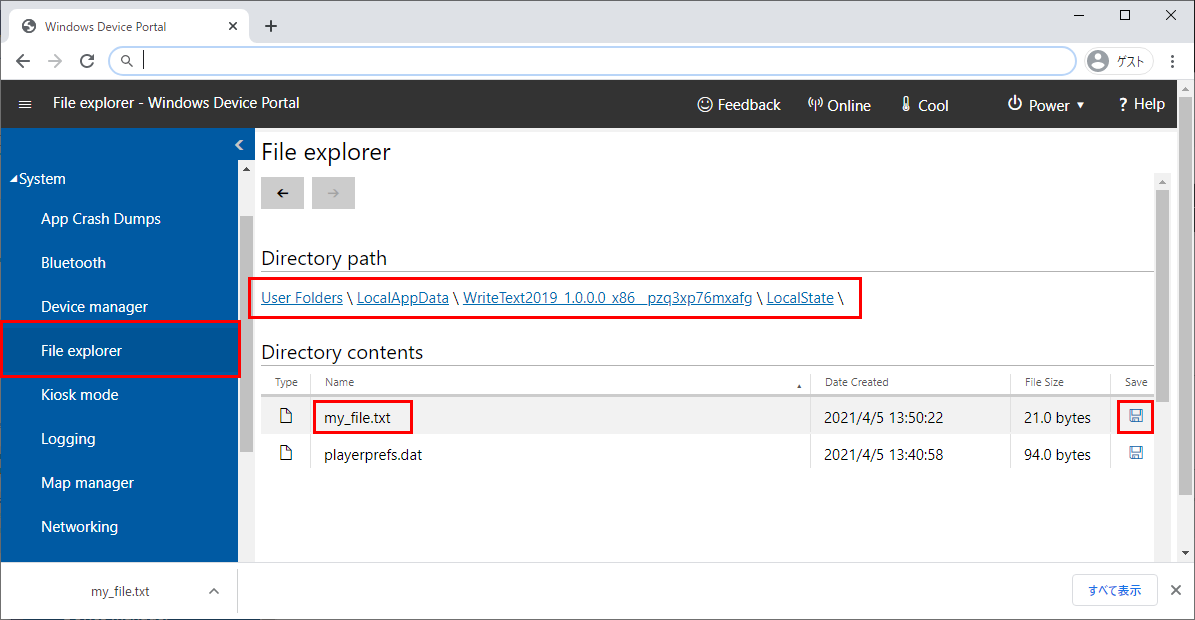 Windows Device Portal
ゲスト
File explorer - Windows Device Portal
Feedback
Online
Cool
Power
? Help
System
App Crash Dumps
Bluetooth
Device manager
File explorer
Kiosk mode
Logging
Map manager
Networking
File explorer
Directory path
User Folders \ LocalAppData \ WriteText2019_1.0.0.0_x86__pzq3xp76mxafg \ LocalState \
Directory contents
Type Name Date Created File Size Save
my_file.txt 2021/4/5 13:50:22 21.0 bytes
playerprefs.dat 2021/4/5 13:40:58 94.0 bytes
my_file.txt
すべて表示